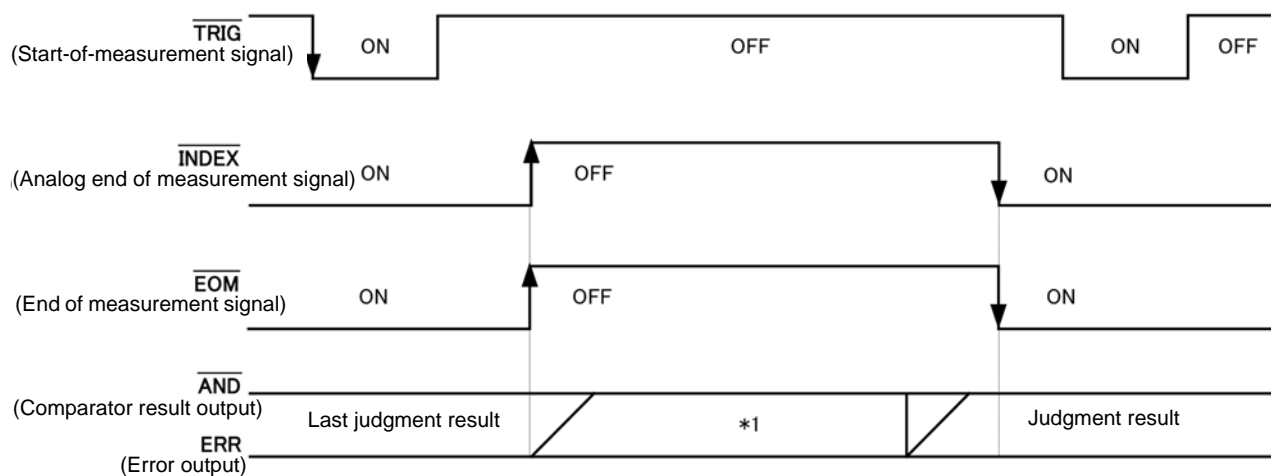 TRIG
(Start-of-measurement signal)
ON
OFF
ON
OFF
INDEX
(Analog end of measurement signal)
ON
OFF
ON
EOM
(End of measurement signal)
ON
OFF
ON
AND
(Comparator result output)
Last judgment result
*1
Judgment result
ERR
(Error output)